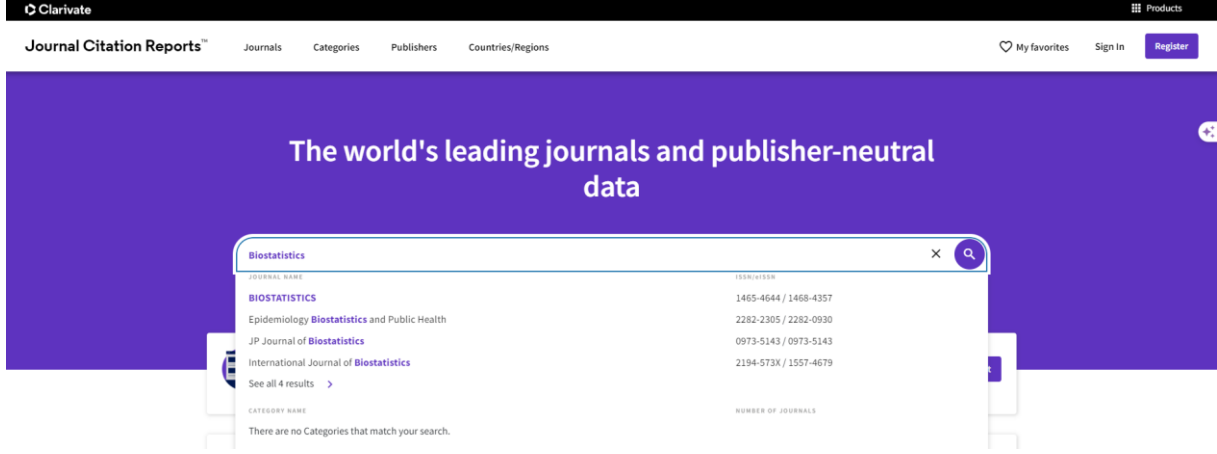 Clarivate
Products
Journal Citation Reports™
Journals
Categories
Publishers
Countries/Regions
My favorites
Sign In
Register
The world's leading journals and publisher-neutral
data
Biostatistics
JOURNAL NAME ISSN/eISSN
BIOSTATISTICS 1465-4644 / 1468-4357
Epidemiology Biostatistics and Public Health 2282-2305 / 2282-0930
JP Journal of Biostatistics 0973-5143 / 0973-5143
International Journal of Biostatistics 2194-573X / 1557-4679
See all 4 results
CATEGORY NAME NUMBER OF JOURNALS
There are no Categories that match your search.